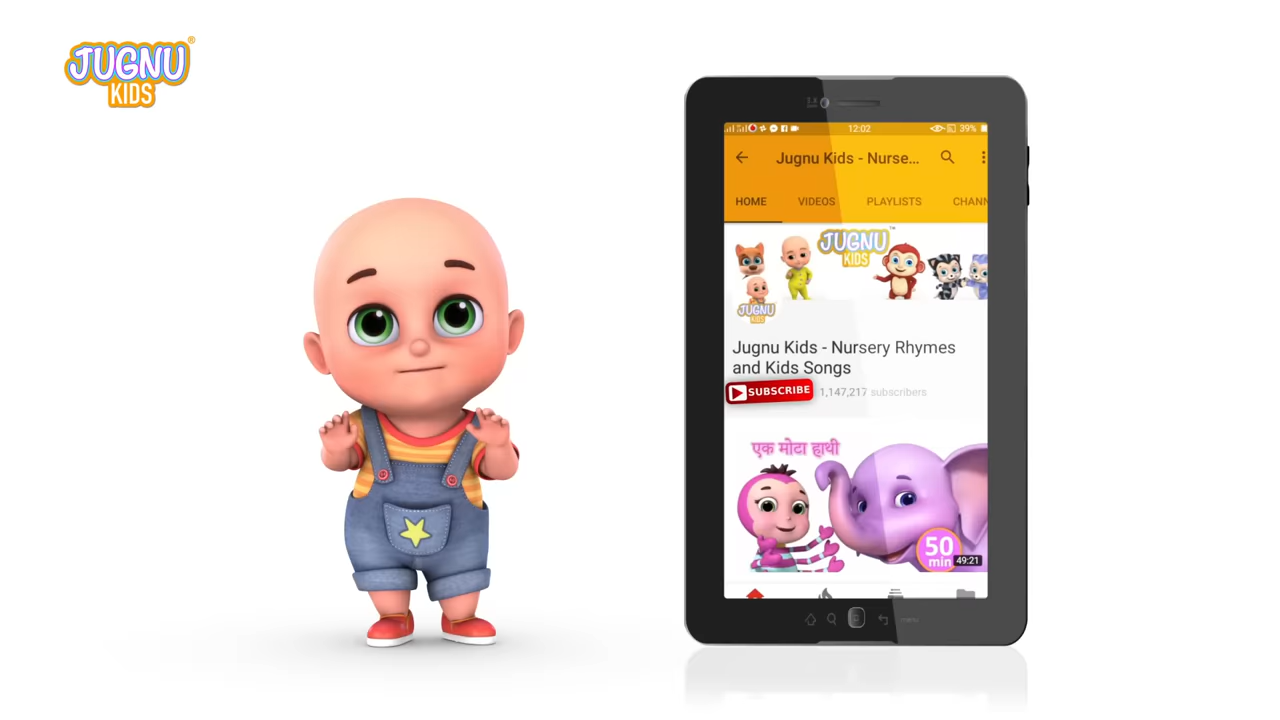 JUGNU®
KIDS
12:02
39%
Jugnu Kids - Nurse...
HOME VIDEOS PLAYLISTS CHANN
JUGNU™
KIDS
JUGNU
KIDS
Jugnu Kids - Nursery Rhymes
and Kids Songs
SUBSCRIBE 1,147,217 subscribers
एक मोटा हाथी
50
min 49:21